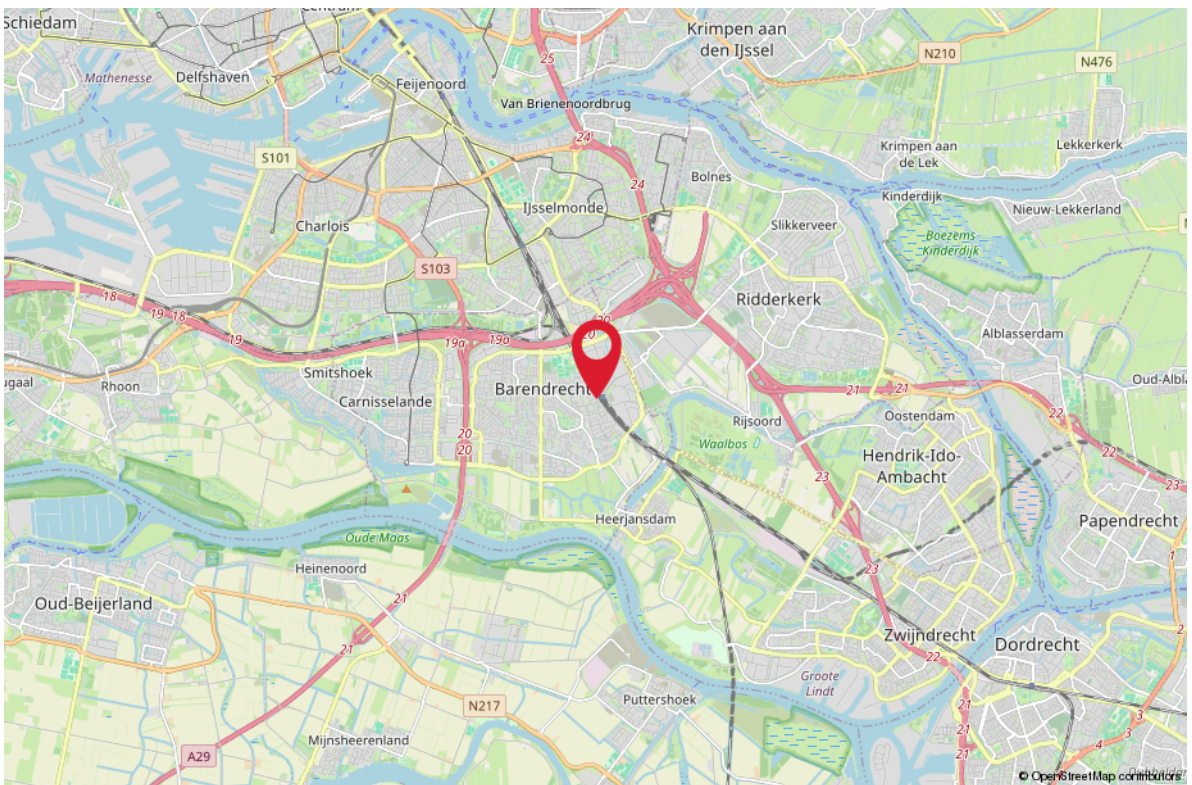 Schiedam
Krimpen aan
den IJssel
25
N210
N476
Mathenesse
Delfshaven
Feijenoord
Van Brienenoordbrug
24
S101
Krimpen aan
de Lek
Lekkerkerk
24
Bolnes
Kinderdijk
Nieuw-Lekkerland
IJsselmonde
Charlois
Slikkerveer
Boezems
Kinderdijk
S103
18
19
18
19
Ridderkerk
20
19a
19a
Alblasserdam
Smitshoek
Rhoon
Barendrecht
Carnisselande
21
21
22
Oostendam
Rijsoord
Waalbos
20
20
Hendrik-Ido-
Ambacht
22
23
23
Papendrecht
Heerjansdam
Oude Maas
1
Heinenoord
23
Oud-Beijerland
21
21
2
Zwijndrecht
Dordrecht
22
Groote
Lindt
Puttershoek
N217
21
21
21
3
3
4
Mijnsheerenland
A29
© OpenStreetMap contributors